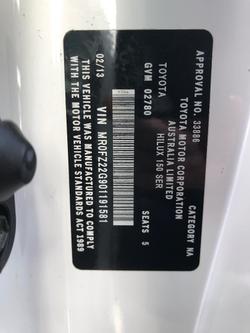 APPROVAL NO. 33886 CATEGORY NA
TOYOTA MOTOR CORPORATION
AUSTRALIA LIMITED
TOYOTA HILUX 150 SER
GVM 02780 SEATS 5
VIN MR0FZ22G901191581
02/13
THIS VEHICLE WAS MANUFACTURED TO COMPLY
WITH THE MOTOR VEHICLE STANDARDS ACT 1989